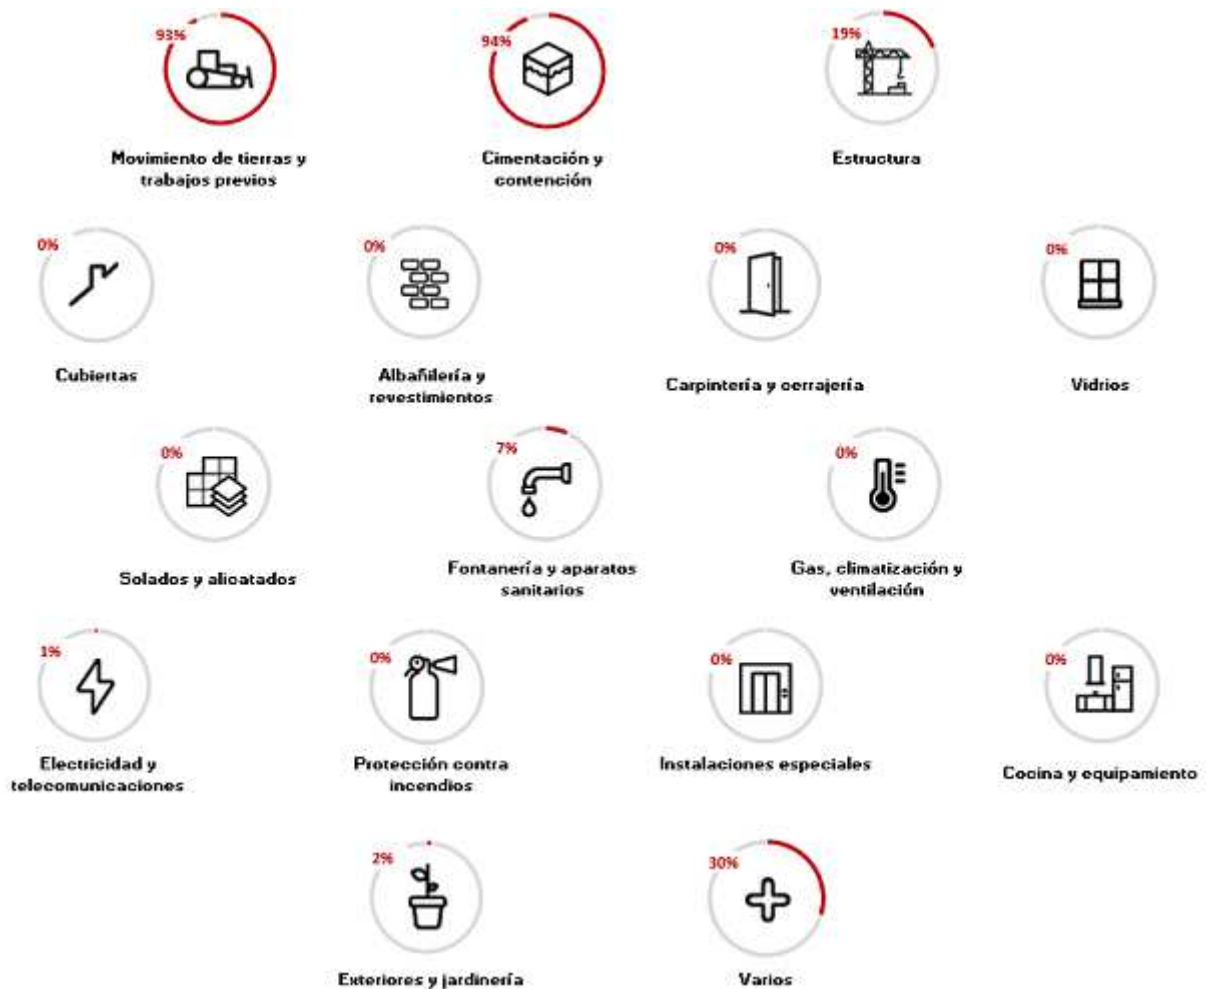 93%
94%
19%
Movimiento de tierras y
trabajos previos
Cimentación y
contención
Estructura
0%
0%
0%
0%
Cubiertas
Albañilería y
revestimientos
Carpintería y cerrajería
Vidrios
0%
7%
0%
Solados y alicatados
Fontanería y aparatos
sanitarios
Gas, climatización y
ventilación
1%
0%
0%
0%
Electricidad y
telecomunicaciones
Protección contra
incendios
Instalaciones especiales
Cocina y equipamiento
2%
30%
Exteriores y jardinería
Varios